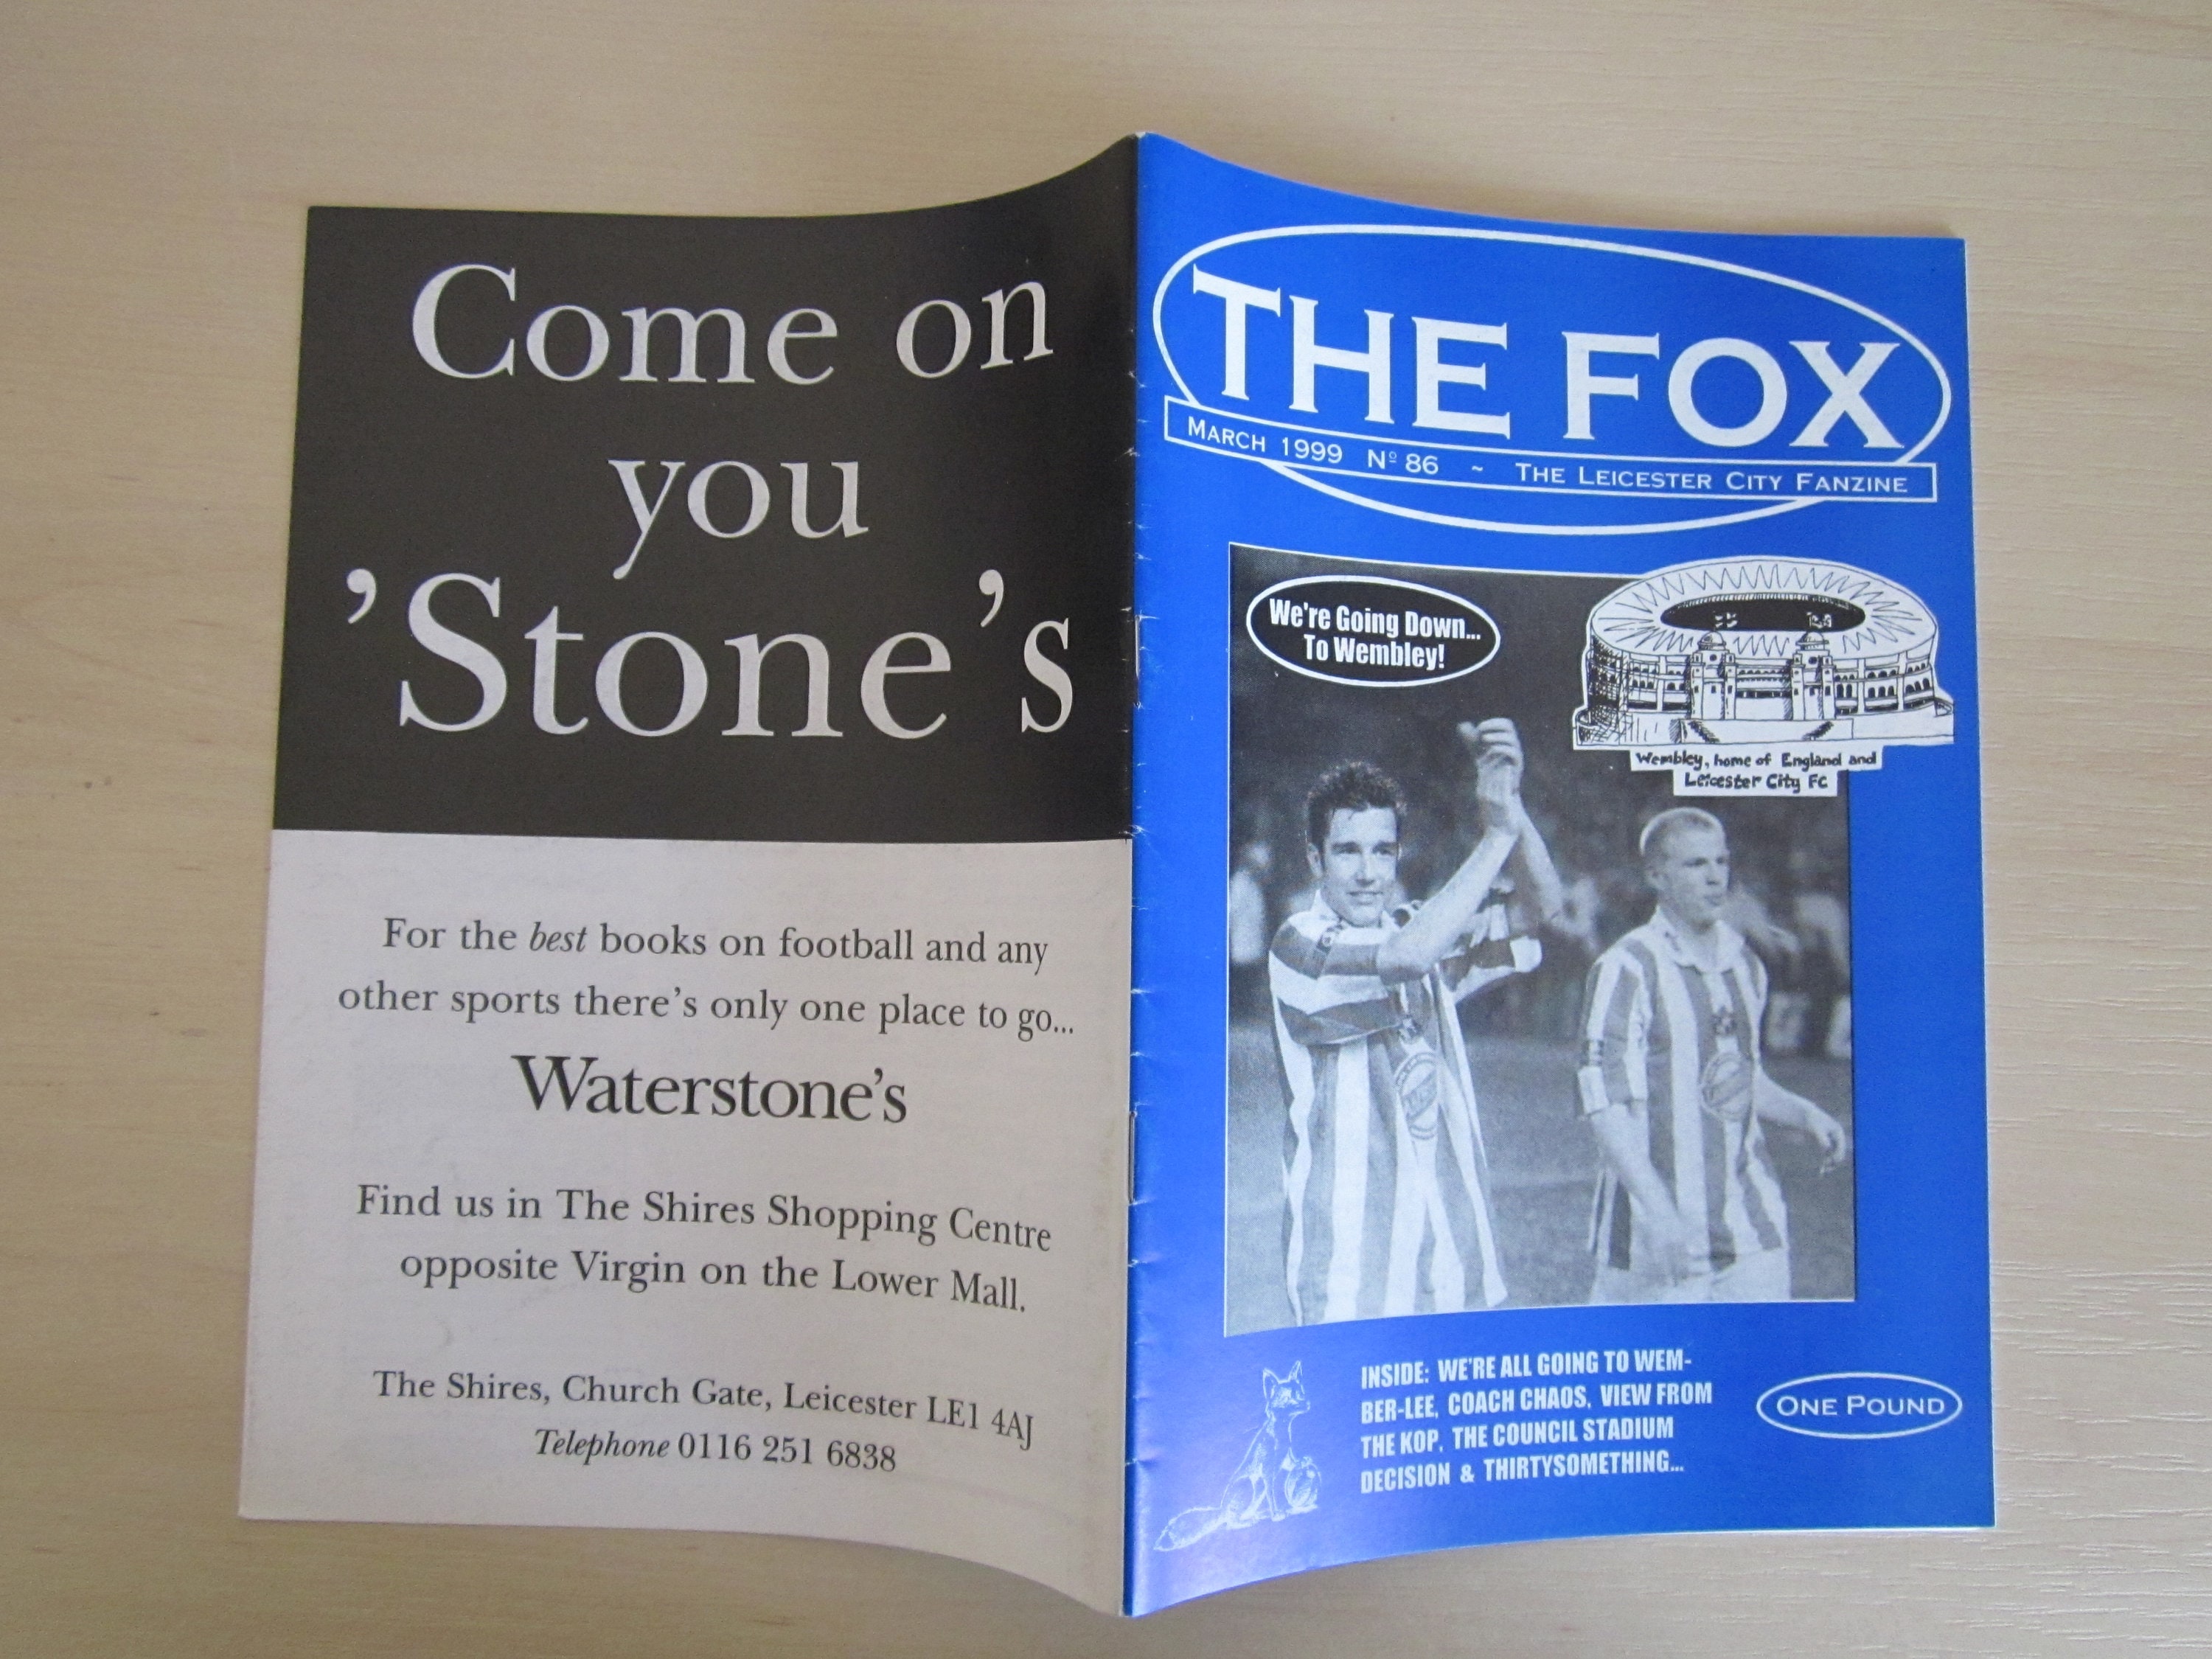 Come on
you
’Stone’s
For the best books on football and any
other sports there’s only one place to go...
Waterstone’s
Find us in The Shires Shopping Centre
opposite Virgin on the Lower Mall.
The Shires, Church Gate, Leicester LE1 4AJ
Telephone 0116 251 6838
THE FOX
MARCH 1999 Nº 86 ~ THE LEICESTER CITY FANZINE
We're Going Down...
To Wembley!
Wembley, home of England and
Leicester City FC
INSIDE: WE'RE ALL GOING TO WEM-
BER-LEE, COACH CHAOS, VIEW FROM
THE KOP, THE COUNCIL STADIUM
DECISION & THIRTYSOMETHING...
ONE POUND